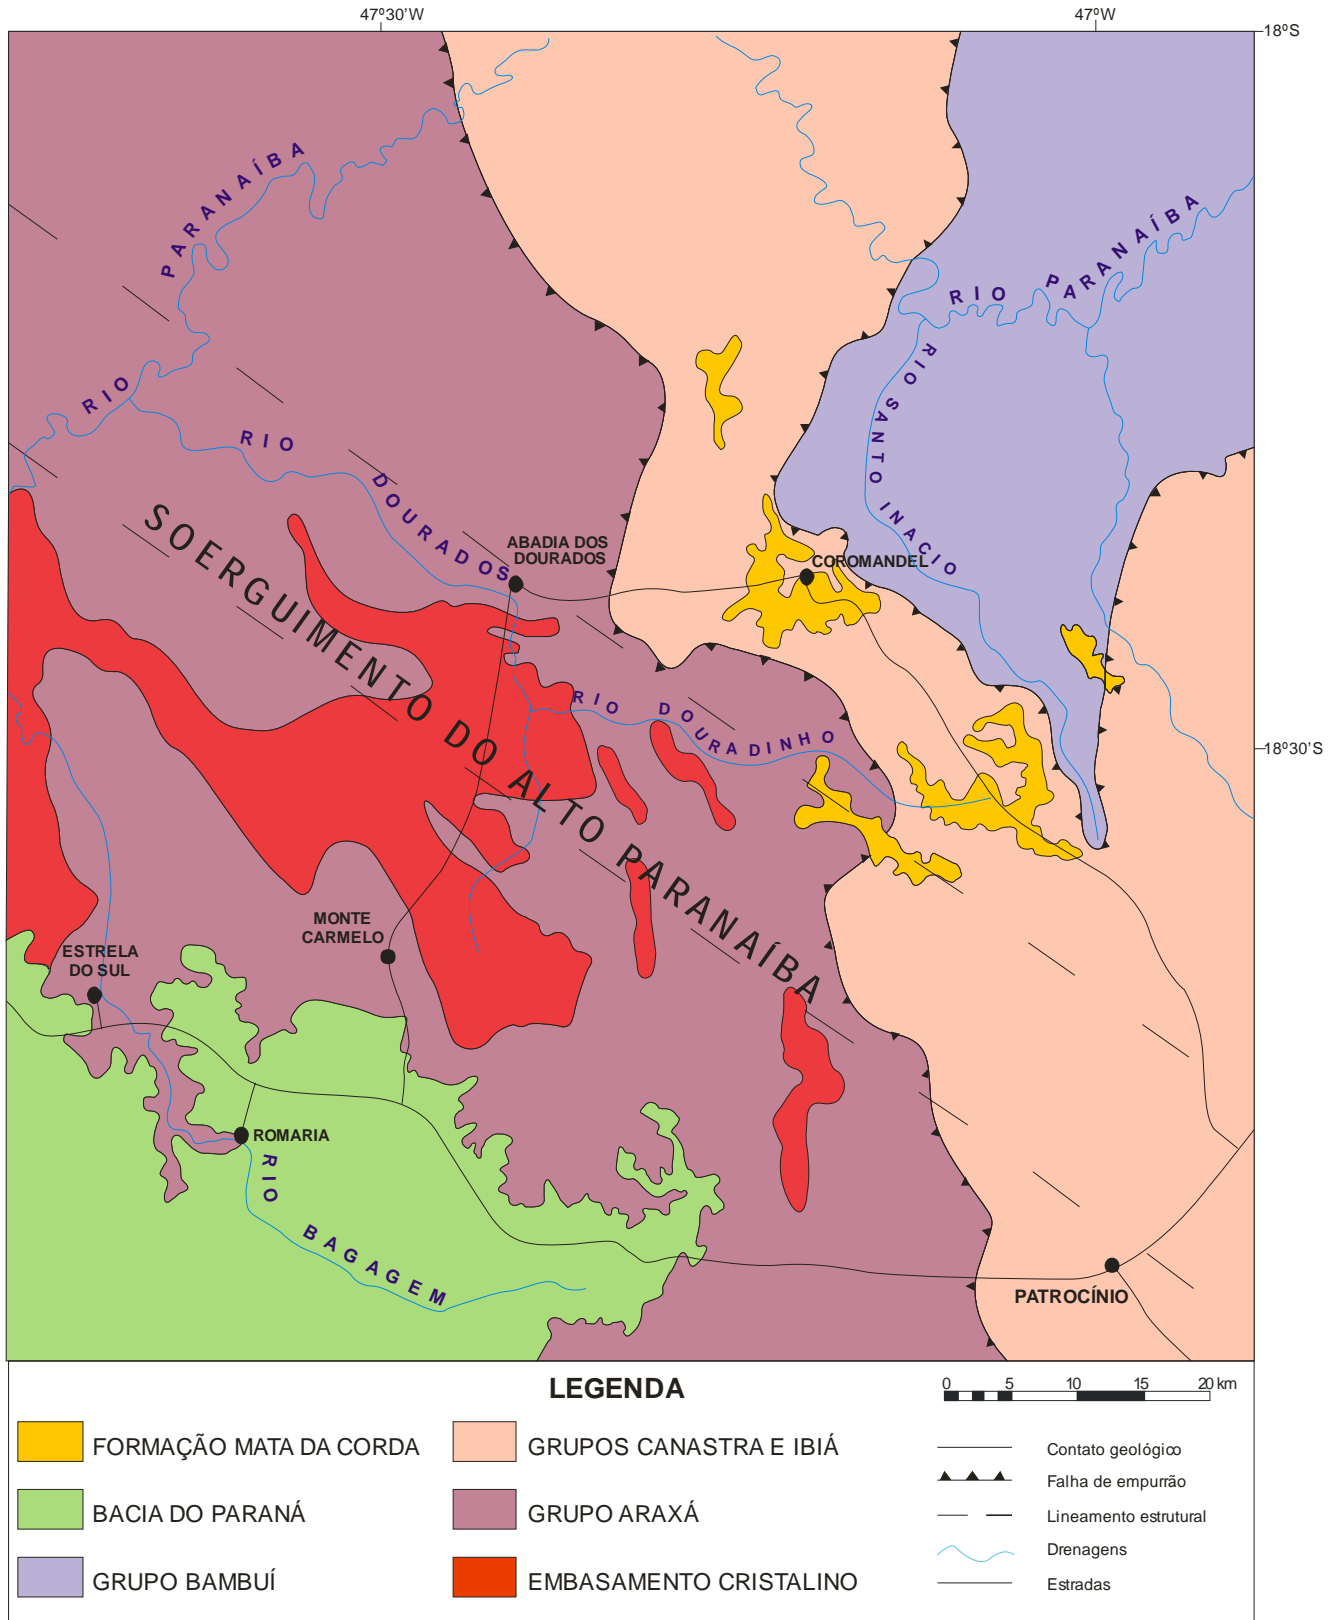 47º30'W
47ºW
18ºS
PARANAÍBA
RIO
RIO PARANAÍBA
RIO SANTO INACIO
RIO DOURADOS
ABADIA DOS
DOURADOS
COROMANDEL
SOERGUIMENTO DO ALTO PARANAÍBA
RIO DOURADINHO
18º30'S
MONTE
CARMELO
ESTRELA
DO SUL
ROMARIA
RIO BAGAGEM
PATROCÍNIO
LEGENDA
0 5 10 15 20 km
FORMAÇÃO MATA DA CORDA
BACIA DO PARANÁ
GRUPO BAMBUÍ
GRUPOS CANASTRA E IBIÁ
GRUPO ARAXÁ
EMBASAMENTO CRISTALINO
Contato geológico
Falha de empurrão
Lineamento estrutural
Drenagens
Estradas